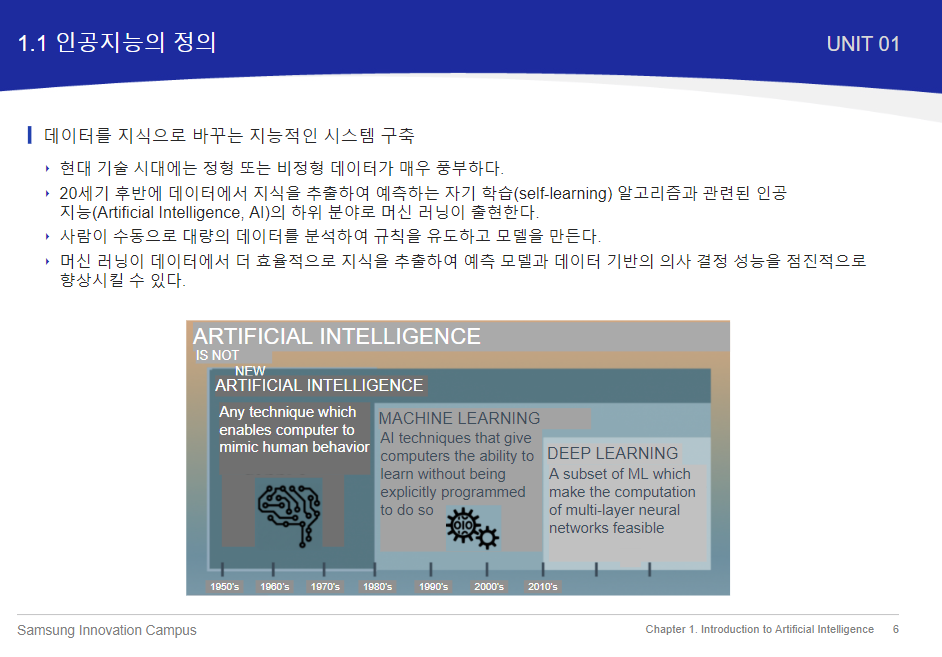 1.1 인공지능의 정의
UNIT 01
데이터를 지식으로 바꾸는 지능적인 시스템 구축
현대 기술 시대에는 정형 또는 비정형 데이터가 매우 풍부하다.
20세기 후반에 데이터에서 지식을 추출하여 예측하는 자기 학습(self-learning) 알고리즘과 관련된 인공
지능(Artificial Intelligence, AI)의 하위 분야로 머신 러닝이 출현한다.
사람이 수동으로 대량의 데이터를 분석하여 규칙을 유도하고 모델을 만든다.
머신 러닝이 데이터에서 더 효율적으로 지식을 추출하여 예측 모델과 데이터 기반의 의사 결정 성능을 점진적으로
향상시킬 수 있다.
ARTIFICIAL INTELLIGENCE
IS NOT
NEW
ARTIFICIAL INTELLIGENCE
Any technique which
enables computer to
mimic human behavior
MACHINE LEARNING
AI techniques that give
computers the ability to
learn without being
explicitly programmed
to do so
DEEP LEARNING
A subset of ML which
make the computation
of multi-layer neural
networks feasible
1950's 1960's 1970's 1980's 1990's 2000's 2010's
Samsung Innovation Campus
Chapter 1. Introduction to Artificial Intelligence 6